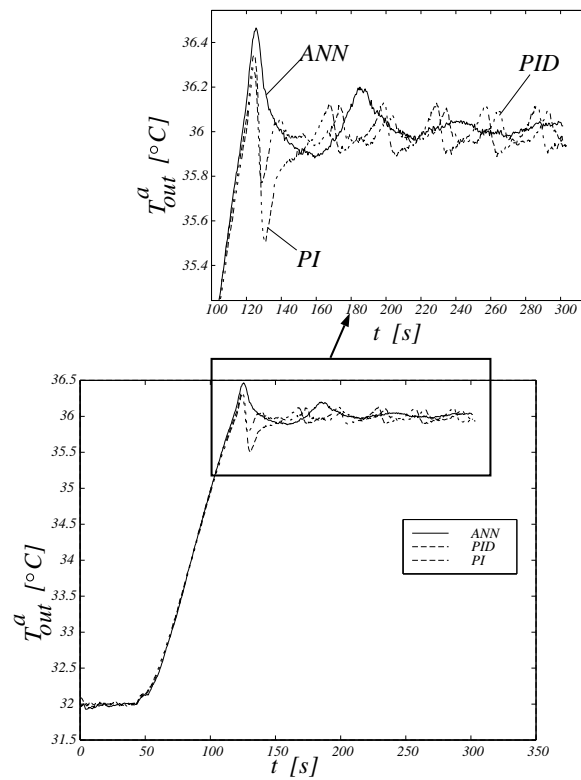 36.4
36.2
36
35.8
35.6
35.4
T^a_out [°C]
ANN
PID
PI
100 120 140 160 180 200 220 240 260 280 300
t [s]
36.5
36
35.5
35
34.5
34
33.5
33
32.5
32
31.5
T^a_out [°C]
ANN
PID
PI
0 50 100 150 200 250 300 350
t [s]